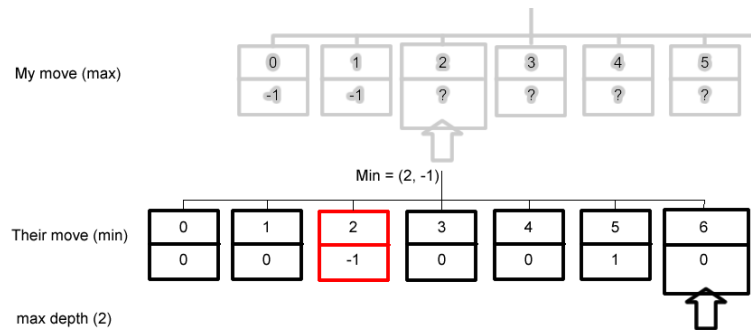 My move (max)
0 1 2 3 4 5
-1 -1 ? ? ? ?
Min = (2, -1)
Their move (min)
0 1 2 3 4 5 6
0 0 -1 0 0 1 0
max depth (2)